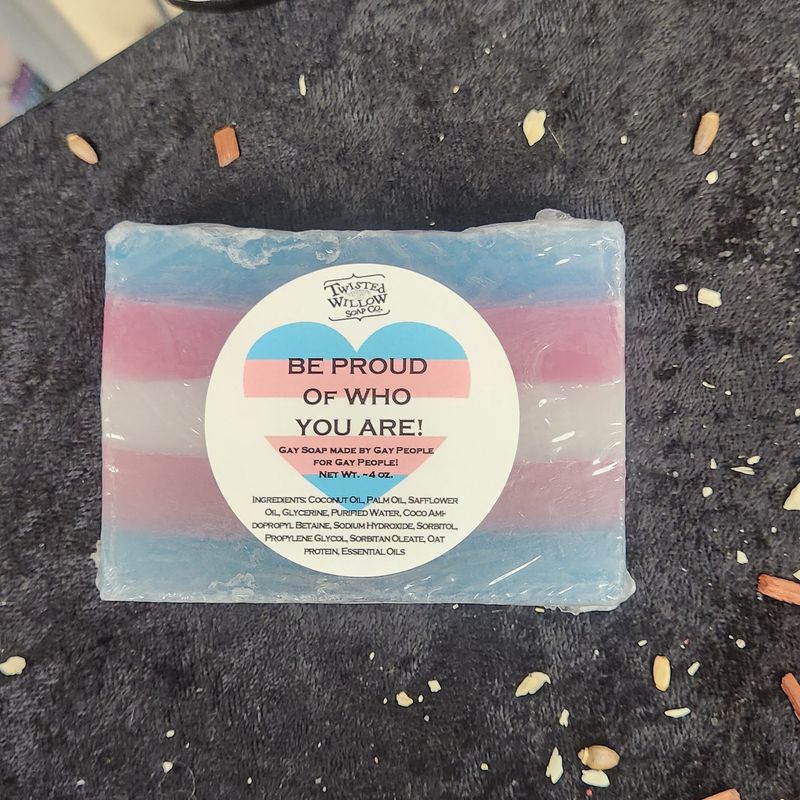 Twisted
Willow
Soap Co.
BE PROUD
OF WHO
YOU ARE!
Gay Soap made by Gay People
for Gay People!
Net Wt. ~4 oz.
Ingredients: Coconut Oil, Palm Oil, Safflower
Oil, Glycerine, Purified Water, Coco Ami-
dopropyl Betaine, Sodium Hydroxide, Sorbitol,
Propylene Glycol, Sorbitan Oleate, Oat
protein, Essential Oils